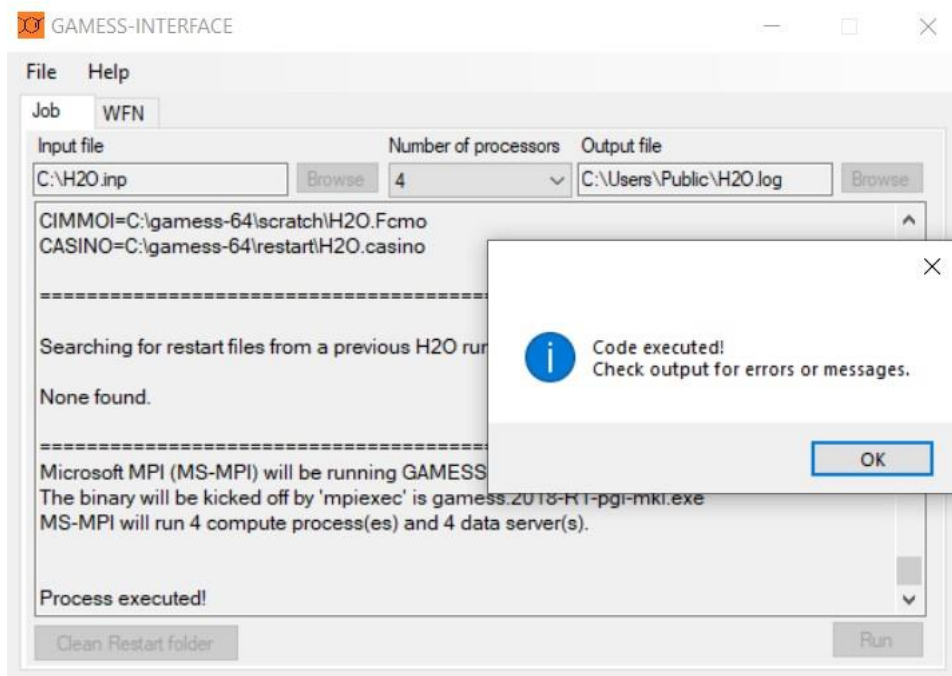 GAMESS-INTERFACE
File Help
Job WFN
Input file Number of processors Output file
C:\H2O.inp Browse 4 C:\Users\Public\H2O.log Browse
CIMMOI=C:\gamess-64\scratch\H2O.Fcmo
CASINO=C:\gamess-64\restart\H2O.casino
======================================
Searching for restart files from a previous H2O run
None found.
======================================
Microsoft MPI (MS-MPI) will be running GAMESS
The binary will be kicked off by 'mpiexec' is gamess.2018-R1-pgi-mkl.exe
MS-MPI will run 4 compute process(es) and 4 data server(s).
Process executed!
Clean Restart folder Run
Code executed!
Check output for errors or messages.
OK